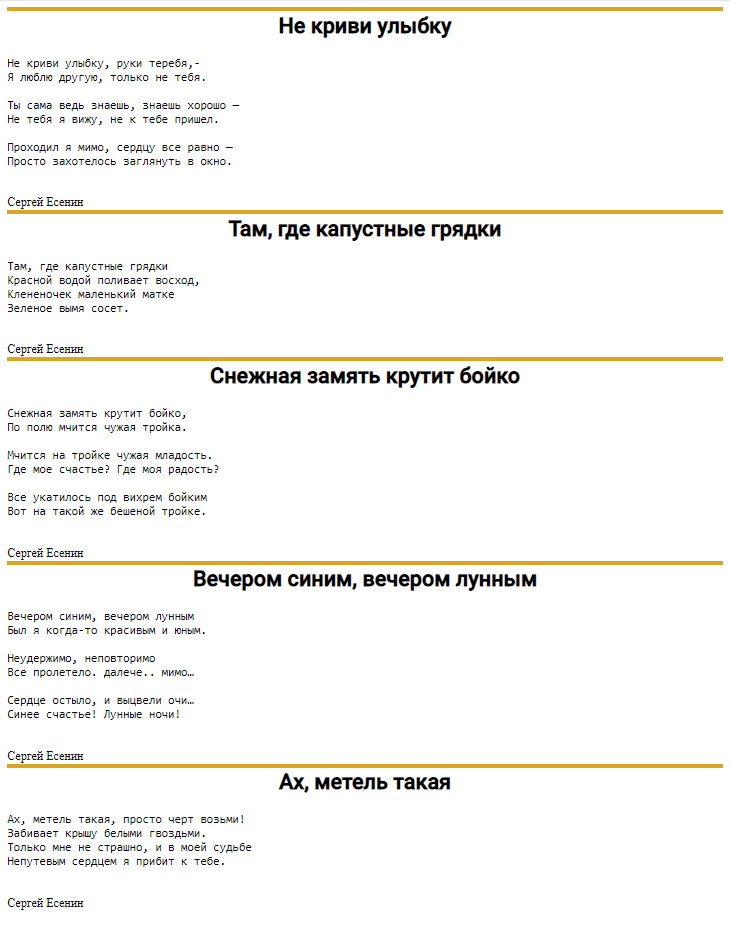 Не криви улыбку
Не криви улыбку, руки теребя,-
Я люблю другую, только не тебя.
Ты сама ведь знаешь, знаешь хорошо —
Не тебя я вижу, не к тебе пришел.
Проходил я мимо, сердцу все равно —
Просто захотелось заглянуть в окно.
Сергей Есенин
Там, где капустные грядки
Там, где капустные грядки
Красной водой поливает восход,
Клененочек маленький матке
Зеленое вымя сосет.
Сергей Есенин
Снежная замять крутит бойко
Снежная замять крутит бойко,
По полю мчится чужая тройка.
Мчится на тройке чужая младость.
Где мое счастье? Где моя радость?
Все укатилось под вихрем бойким
Вот на такой же бешеной тройке.
Сергей Есенин
Вечером синим, вечером лунным
Вечером синим, вечером лунным
Был я когда-то красивым и юным.
Неудержимо, неповторимо
Все пролетело. далече.. мимо…
Сердце остыло, и выцвели очи…
Синее счастье! Лунные ночи!
Сергей Есенин
Ах, метель такая
Ах, метель такая, просто черт возьми!
Забивает крышу белыми гвоздьми.
Только мне не страшно, и в моей судьбе
Непутевым сердцем я прибит к тебе.
Сергей Есенин